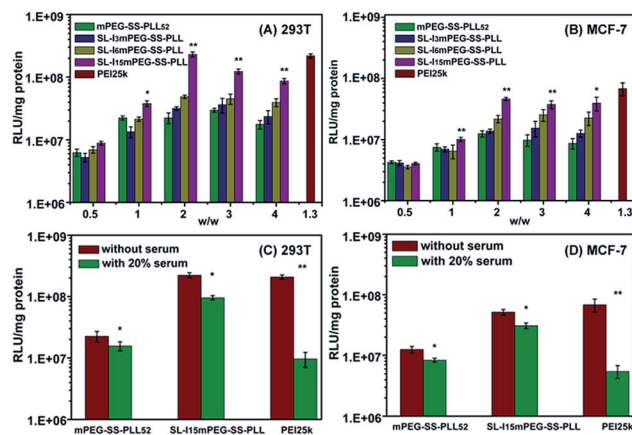 mPEG-SS-PLL52
SL-I3mPEG-SS-PLL
SL-I6mPEG-SS-PLL
SL-I15mPEG-SS-PLL
PEI25k
(A) 293T
RLU/mg protein
1.E+09
1.E+08
1.E+07
1.E+06
*
**
**
**
0.5 1 2 3 4 1.3
w/w
mPEG-SS-PLL52
SL-I3mPEG-SS-PLL
SL-I6mPEG-SS-PLL
SL-I15mPEG-SS-PLL
PEI25k
(B) MCF-7
RLU/mg protein
1.E+09
1.E+08
1.E+07
1.E+06
**
**
**
*
0.5 1 2 3 4 1.3
w/w
without serum
with 20% serum
(C) 293T
RLU/mg protein
1.E+09
1.E+08
1.E+07
1.E+06
*
*
**
mPEG-SS-PLL52 SL-I15mPEG-SS-PLL PEI25k
without serum
with 20% serum
(D) MCF-7
RLU/mg protein
1.E+09
1.E+08
1.E+07
1.E+06
*
*
**
mPEG-SS-PLL52 SL-I15mPEG-SS-PLL PEI25k